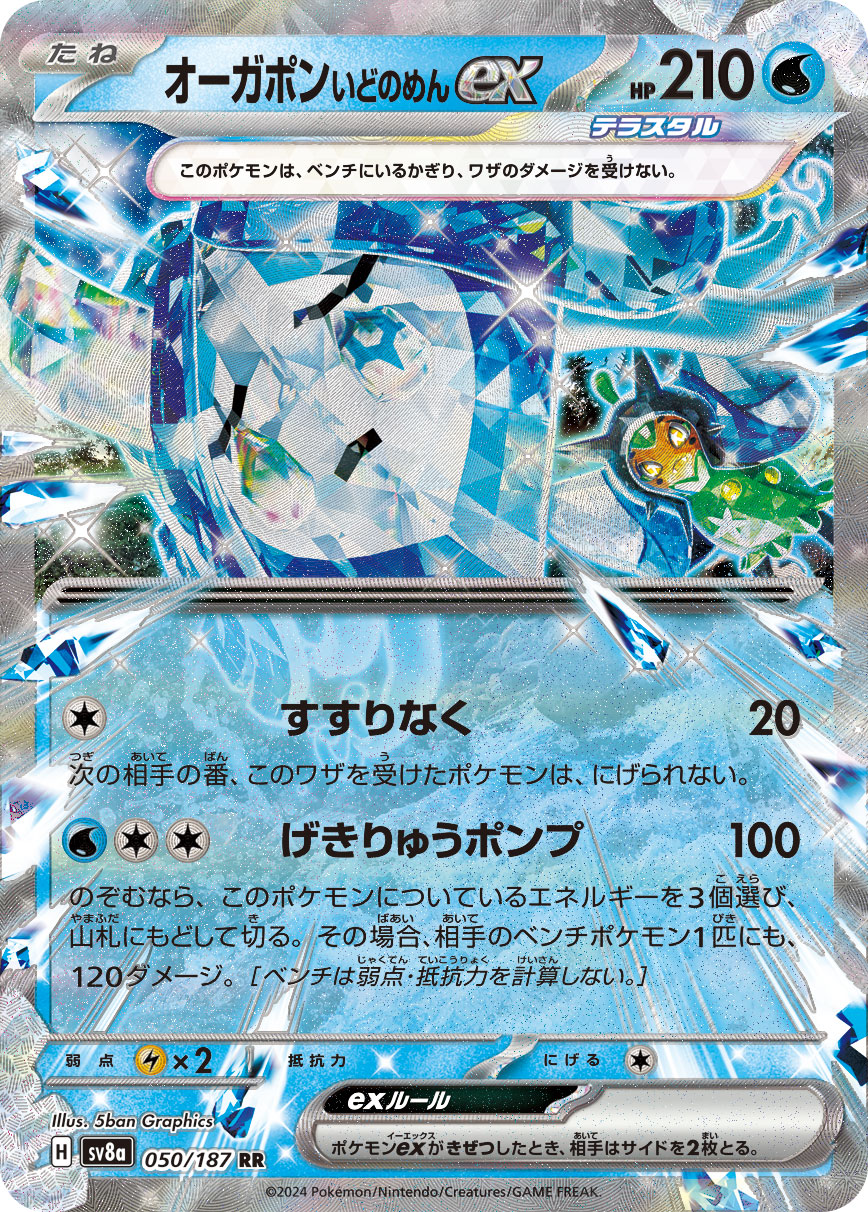 たね
オーガポンいどのめんex HP210
テラスタル
このポケモンは、ベンチにいるかぎり、ワザのダメージを受けない。
すすりなく 20
次の相手の番、このワザを受けたポケモンは、にげられない。
げきりゅうポンプ 100
のぞむなら、このポケモンについているエネルギーを3個選び、
山札にもどして切る。その場合、相手のベンチポケモン1匹にも、
120ダメージ。[ベンチは弱点・抵抗力を計算しない。]
弱点 ×2 抵抗力 にげる
exルール
ポケモンexがきぜつしたとき、相手はサイドを2枚とる。
Illus. 5ban Graphics
H sv8a 050/187 RR
©2024 Pokémon/Nintendo/Creatures/GAME FREAK.